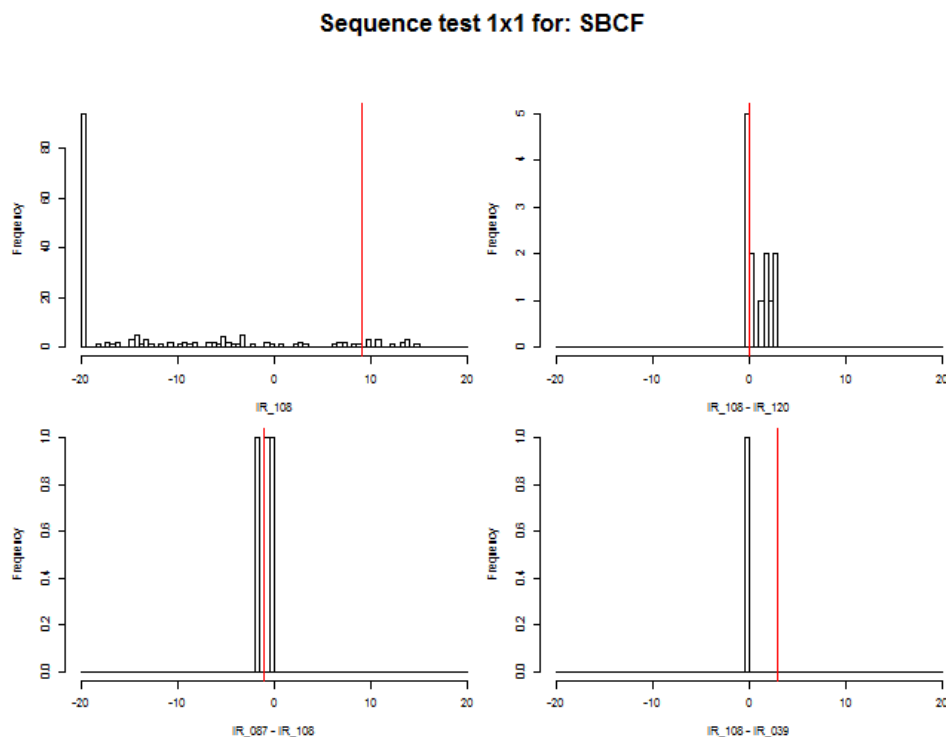 Sequence test 1x1 for: SBCF
Frequency
0 20 40 60 80
-20 -10 0 10 20
IR_108
Frequency
0 1 2 3 4 5
-20 -10 0 10 20
IR_108 - IR_120
Frequency
0.0 0.2 0.4 0.6 0.8 1.0
-20 -10 0 10 20
IR_087 - IR_108
Frequency
0.0 0.2 0.4 0.6 0.8 1.0
-20 -10 0 10 20
IR_108 - IR_039